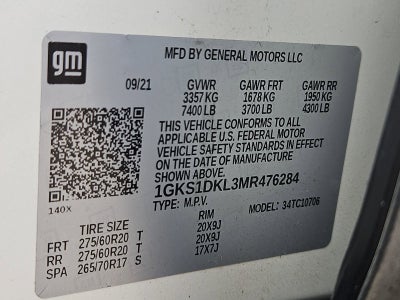 gm
MFD BY GENERAL MOTORS LLC
09/21 GVWR GAWR FRT GAWR RR
3357 KG 1678 KG 1950 KG
7400 LB 3700 LB 4300 LB
THIS VEHICLE CONFORMS TO ALL
APPLICABLE U.S. FEDERAL MOTOR
VEHICLE SAFETY STANDARDS IN EFFECT
ON THE DATE OF MANUFACTURE
SHOWN ABOVE.
1GKS1DKL3MR476284
140X TYPE: M.P.V. MODEL: 34TC10706
TIRE SIZE RIM
FRT 275/60R20 T 20X9J
RR 275/60R20 T 20X9J
SPA 265/70R17 S 17X7J